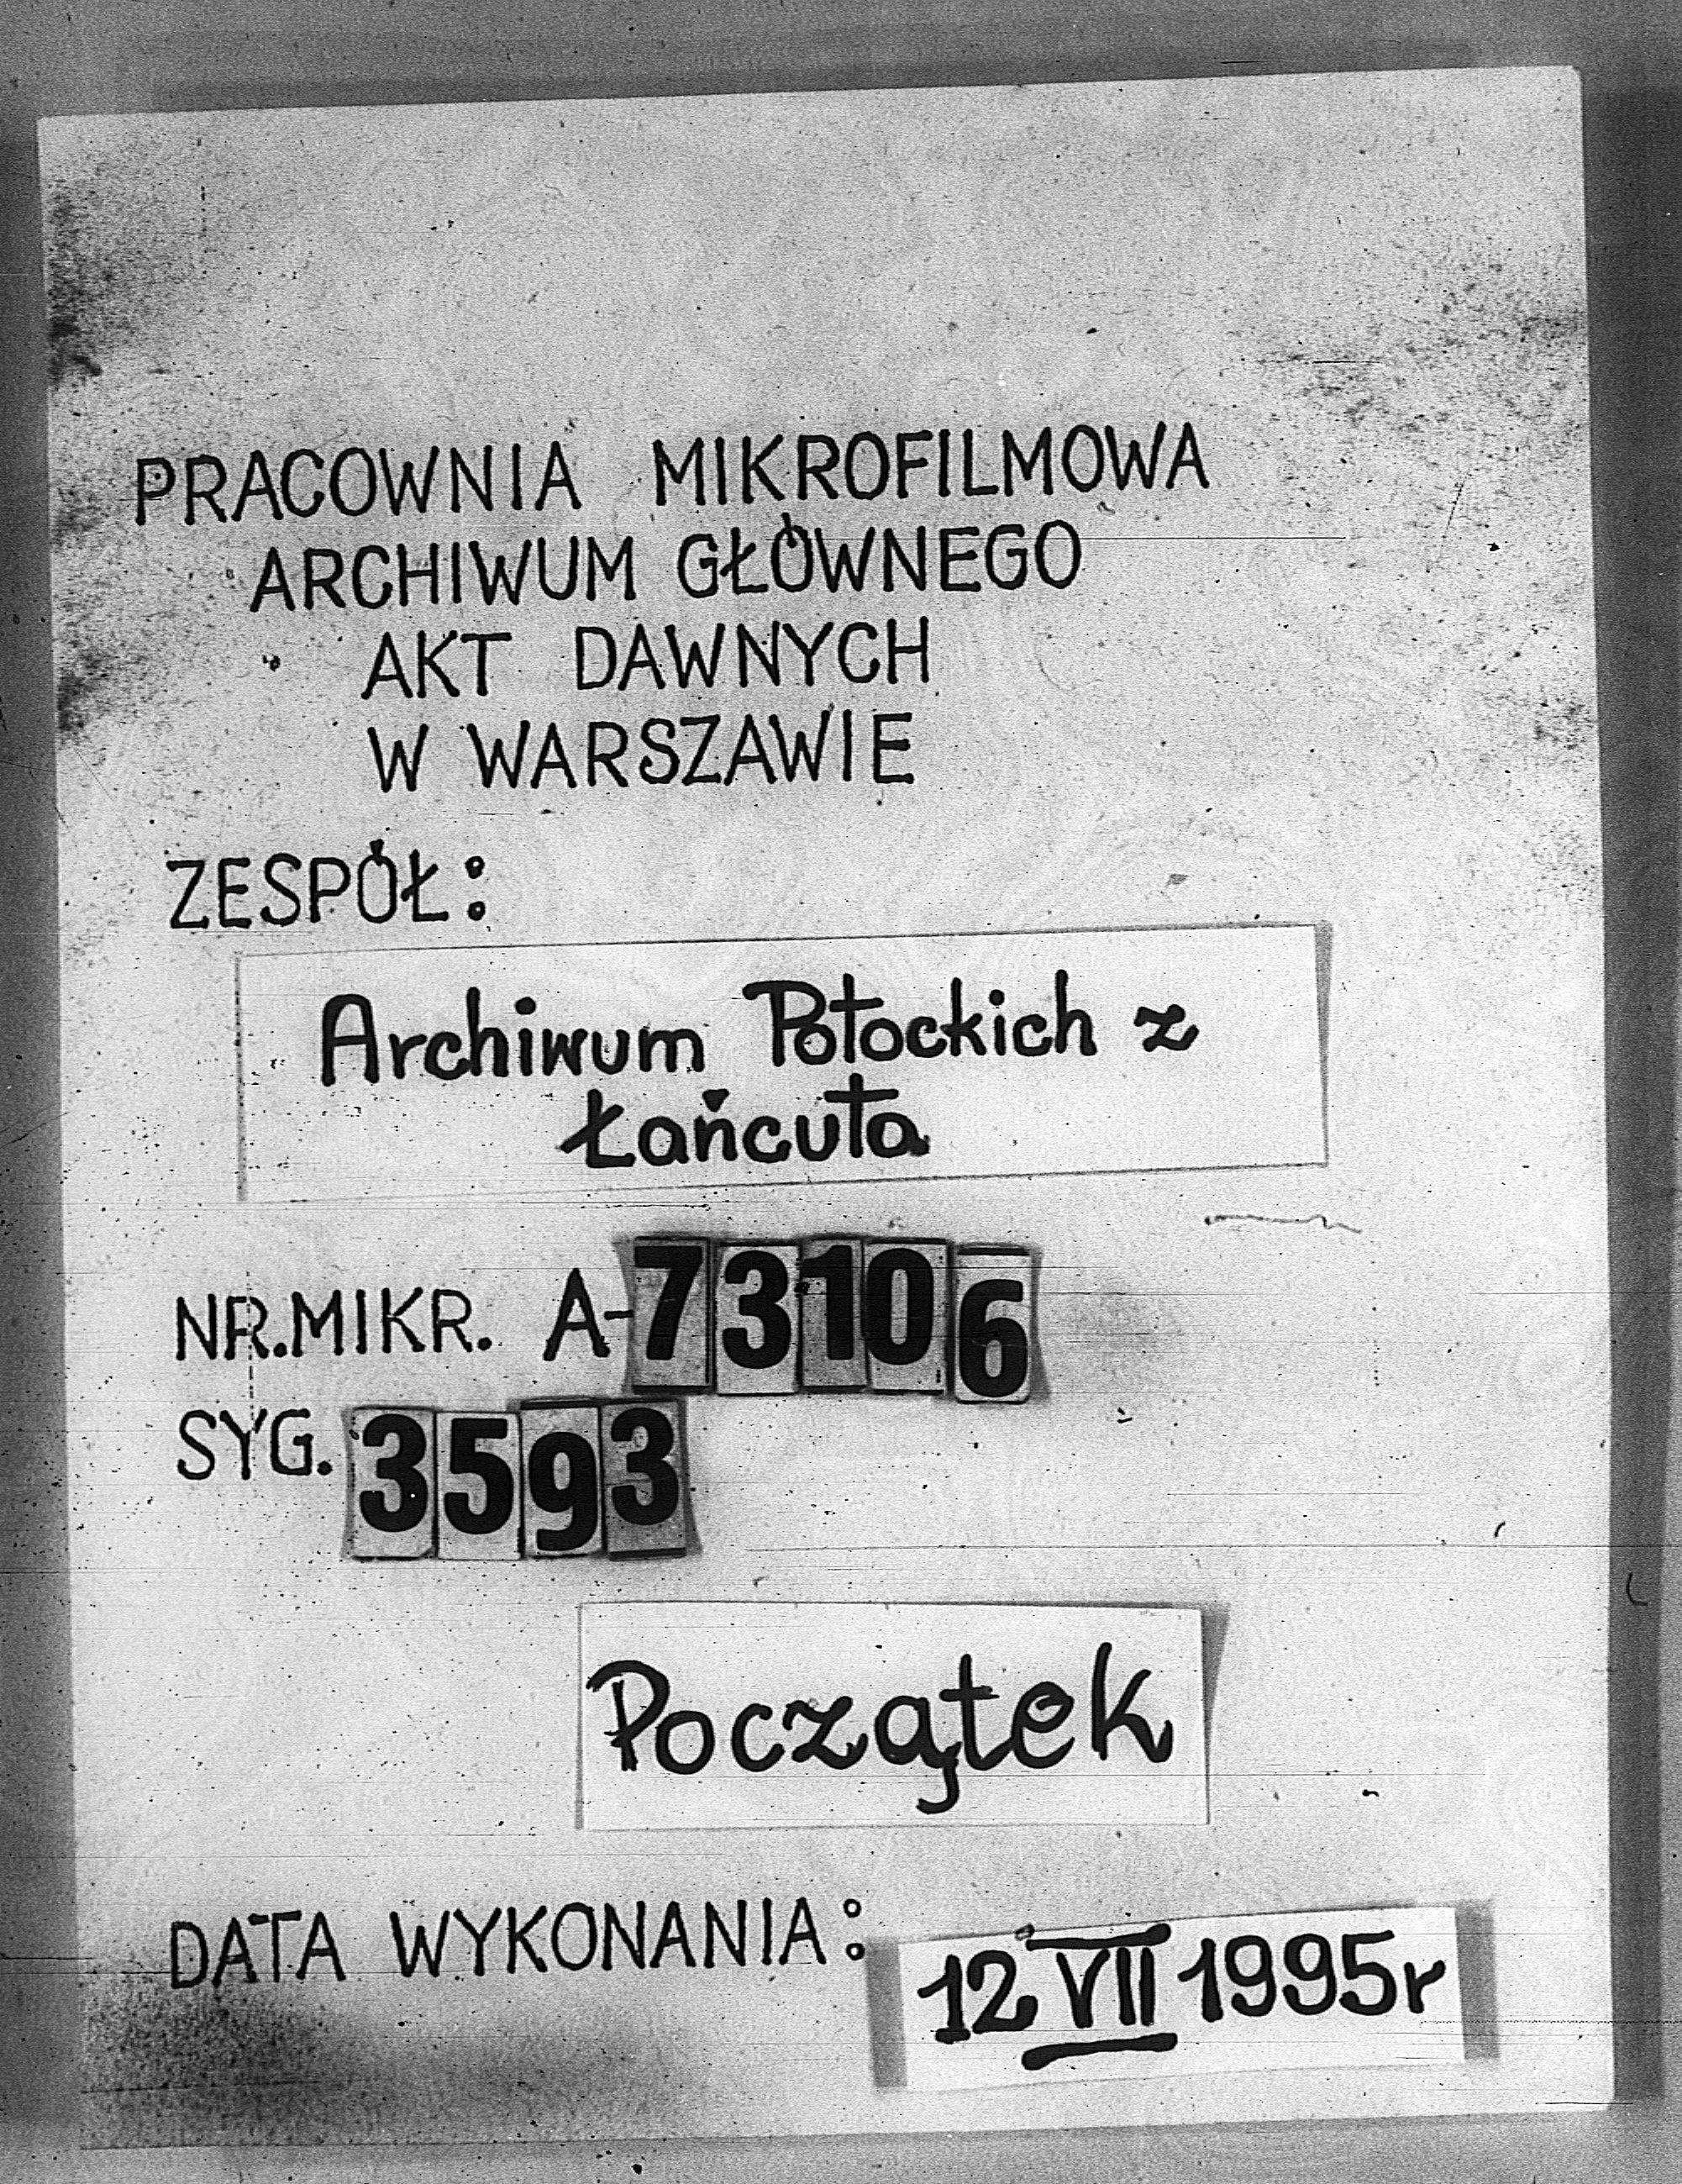 PRACOWNIA MIKROFILMOWA
ARCHIWUM GŁÓWNEGO
AKT DAWNYCH
W WARSZAWIE
ZESPÓŁ:
Archiwum Potockich z
Łańcuta
NR.MIKR. A-73106
SYG. 3593
Początek
DATA WYKONANIA: 12 VII 1995r